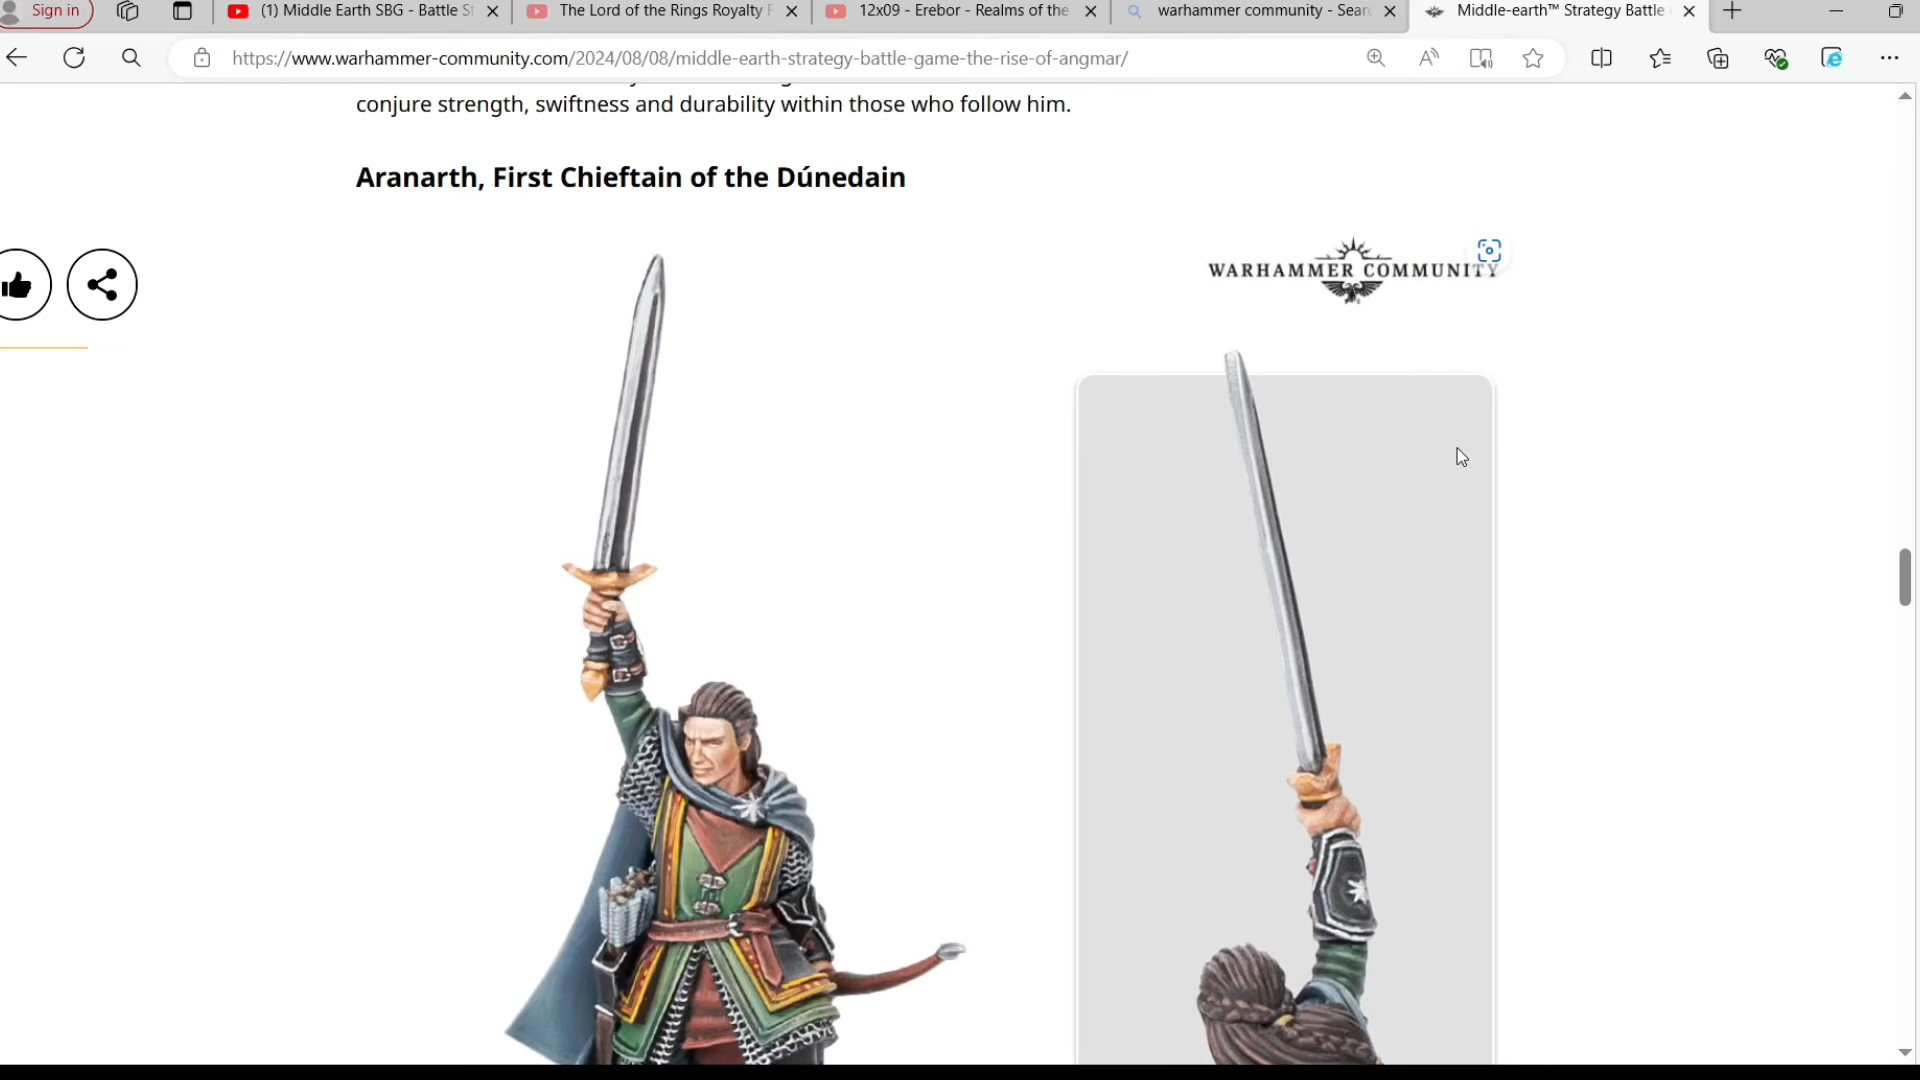 Sign in
(1) Middle Earth SBG - Battle St
The Lord of the Rings Royalty F
12x09 - Erebor - Realms of the
warhammer community - Sear
Middle-earth™ Strategy Battle
https://www.warhammer-community.com/2024/08/08/middle-earth-strategy-battle-game-the-rise-of-angmar/
conjure strength, swiftness and durability within those who follow him.
Aranarth, First Chieftain of the Dúnedain
WARHAMMER COMMUNITY